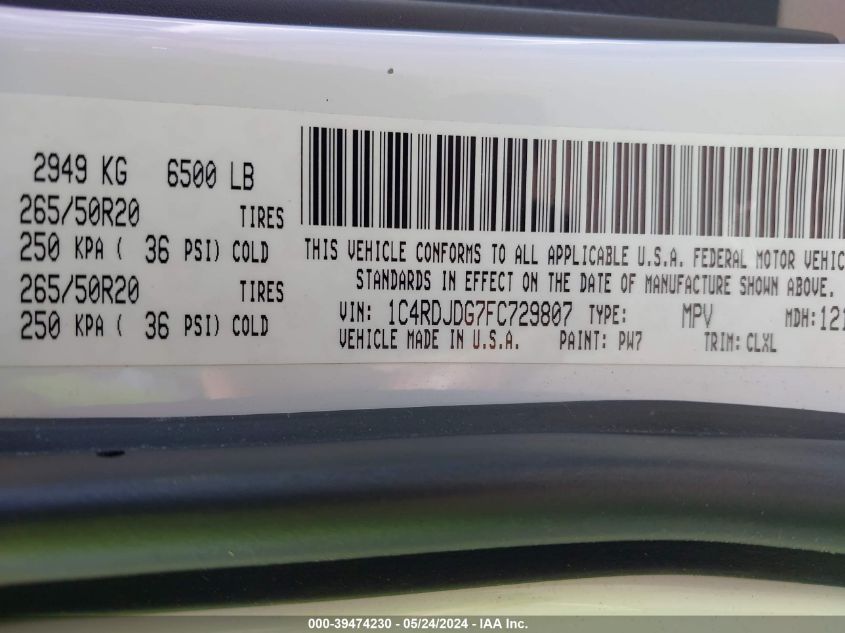 2949 KG 6500 LB
265/50R20 TIRES
250 KPA ( 36 PSI) COLD
265/50R20 TIRES
250 KPA ( 36 PSI) COLD
THIS VEHICLE CONFORMS TO ALL APPLICABLE U.S.A. FEDERAL MOTOR VEHIC
STANDARDS IN EFFECT ON THE DATE OF MANUFACTURE SHOWN ABOVE.
VIN: 1C4RDJDG7FC729807 TYPE: MPV MDH:121
VEHICLE MADE IN U.S.A. PAINT: PW7 TRIM:CLXL
000-39474230 - 05/24/2024 - IAA Inc.